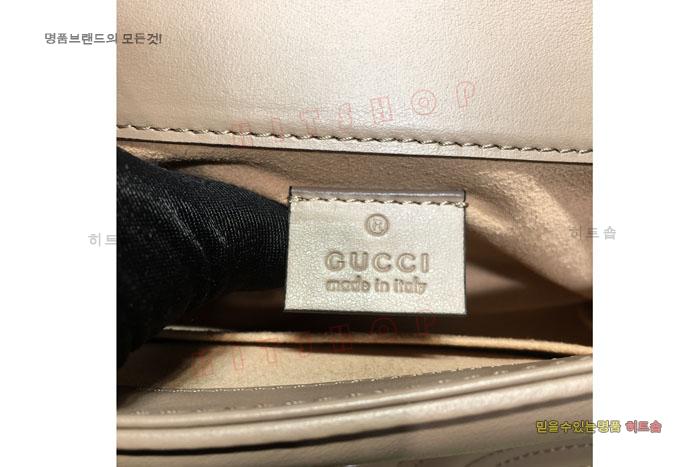 명품브랜드의 모든것!
HITSHOP
히트숍
히트숍
®
GUCCI
made in italy
HITSHOP
믿을수있는명품 히트숍